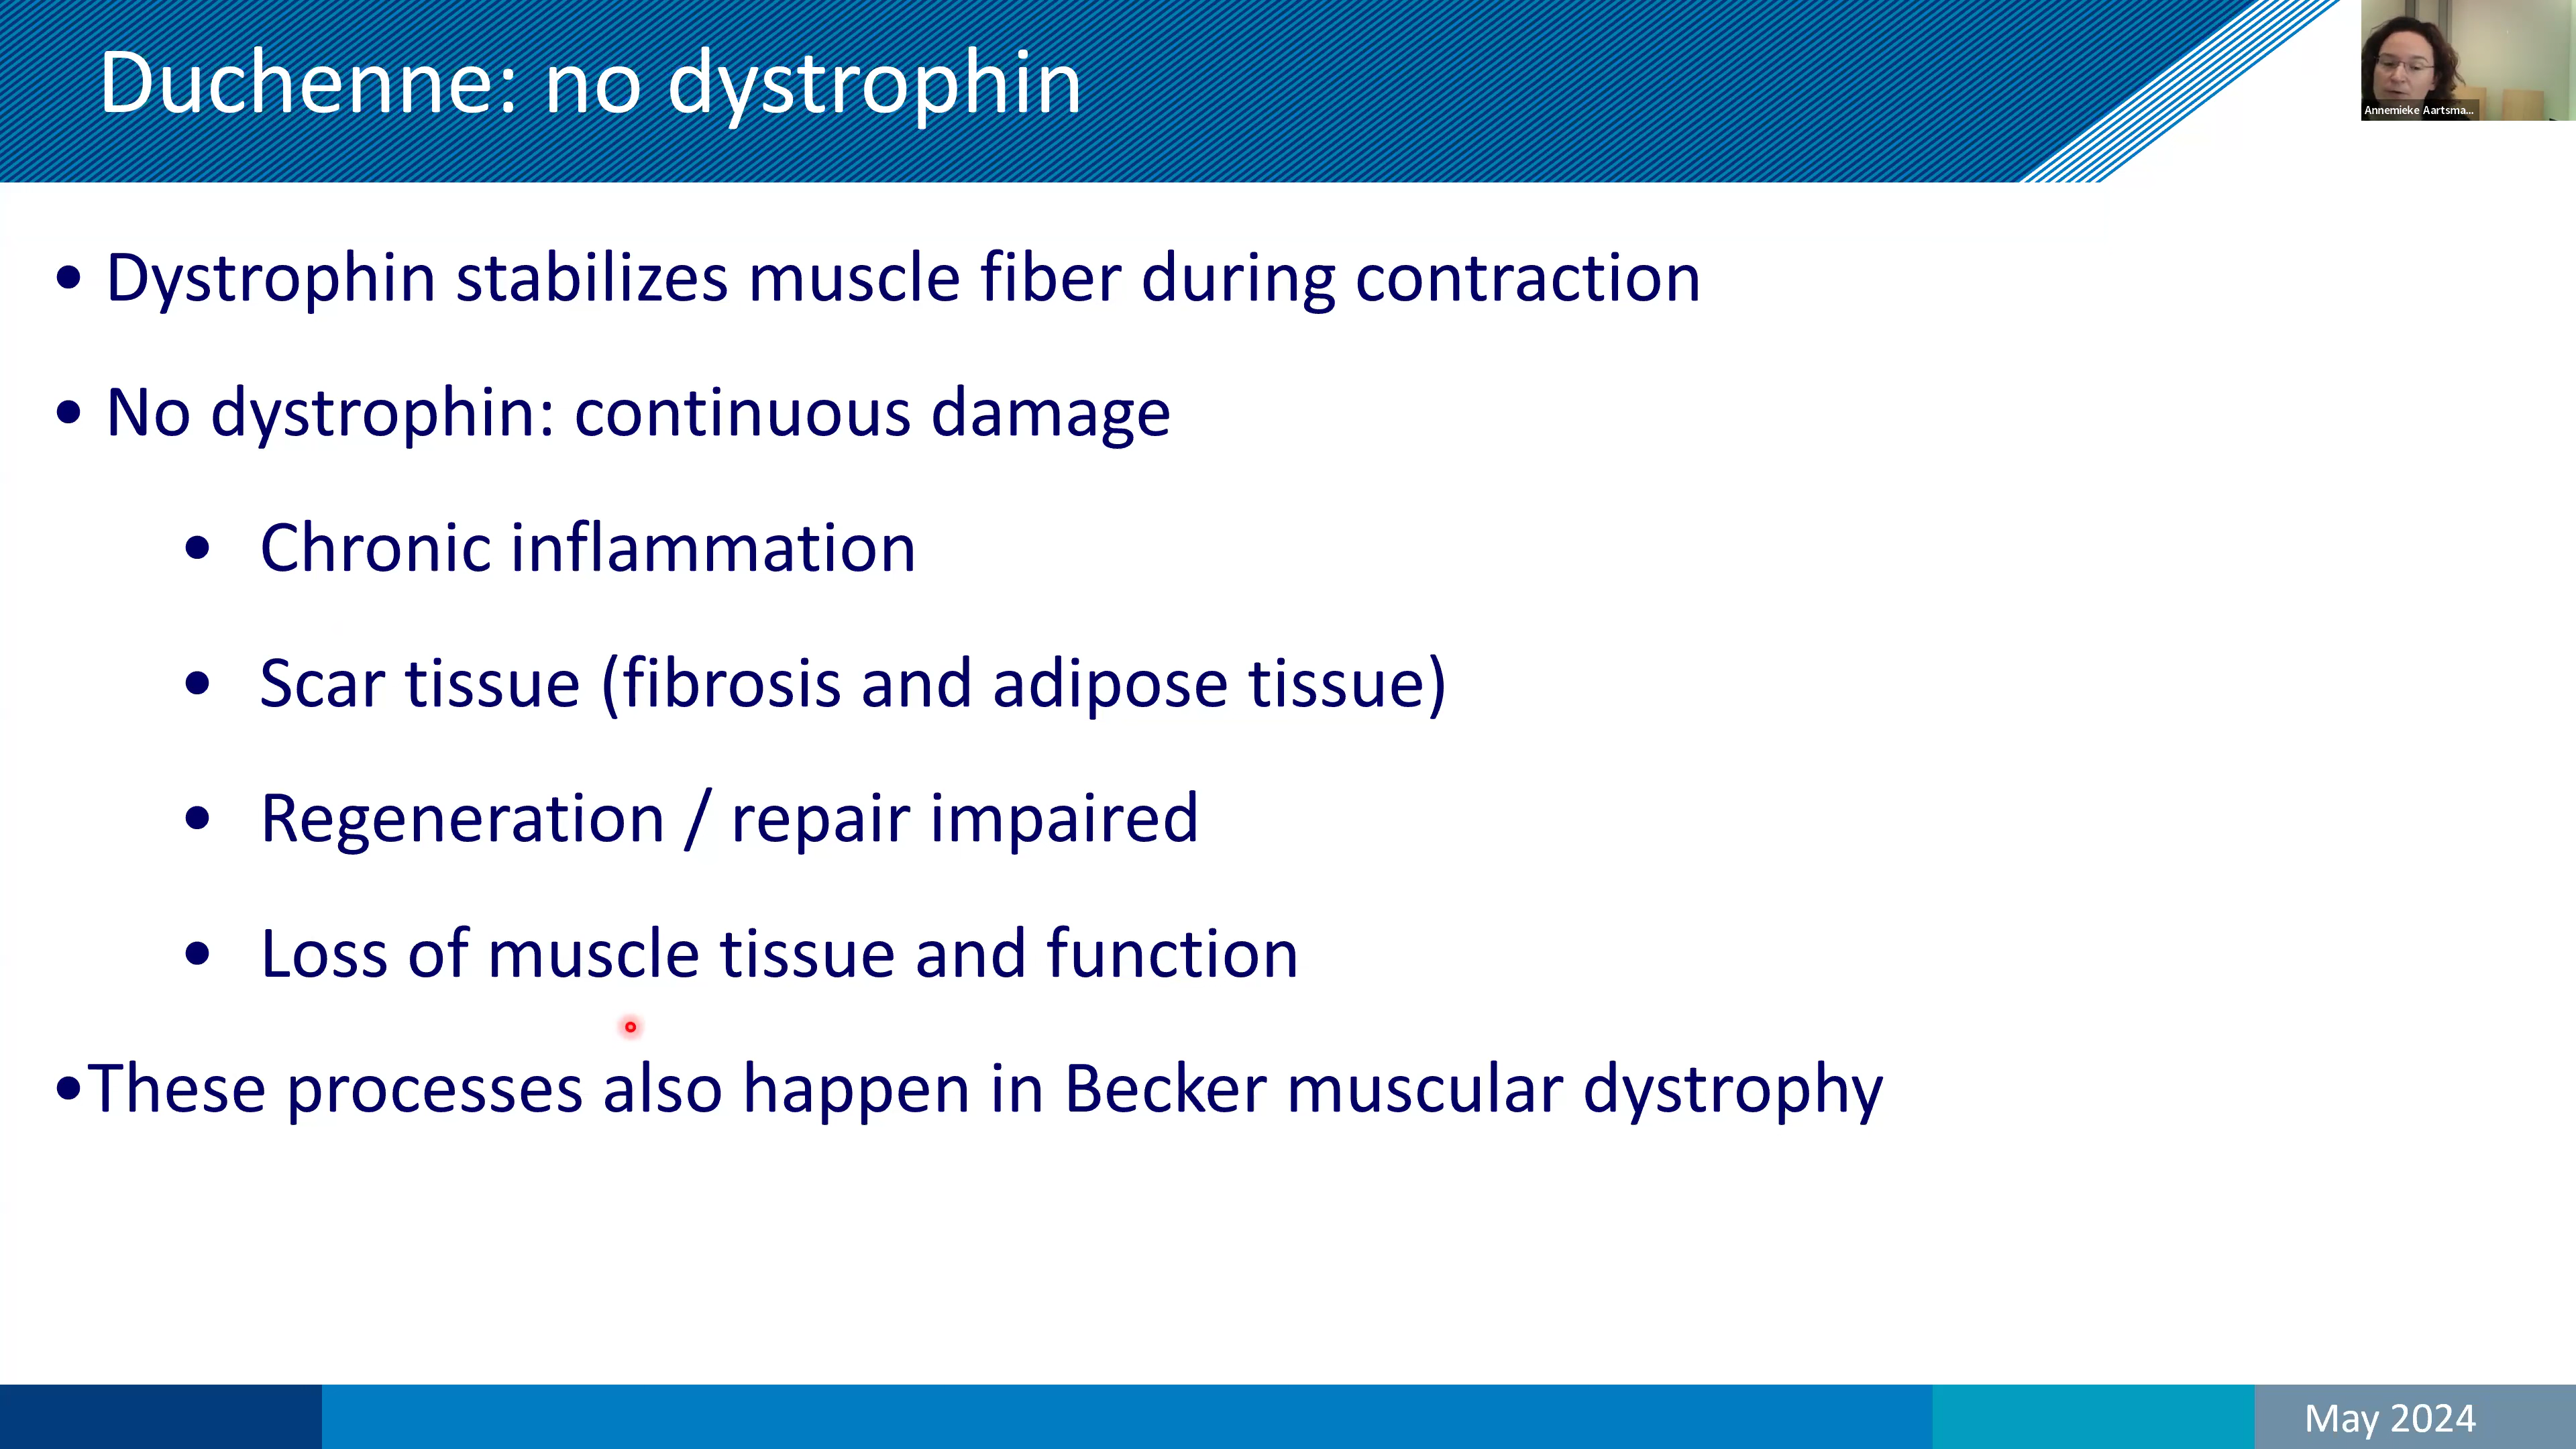 Duchenne: no dystrophin
Annemieke Aartsma...
• Dystrophin stabilizes muscle fiber during contraction
• No dystrophin: continuous damage
• Chronic inflammation
• Scar tissue (fibrosis and adipose tissue)
• Regeneration / repair impaired
• Loss of muscle tissue and function
•These processes also happen in Becker muscular dystrophy
May 2024